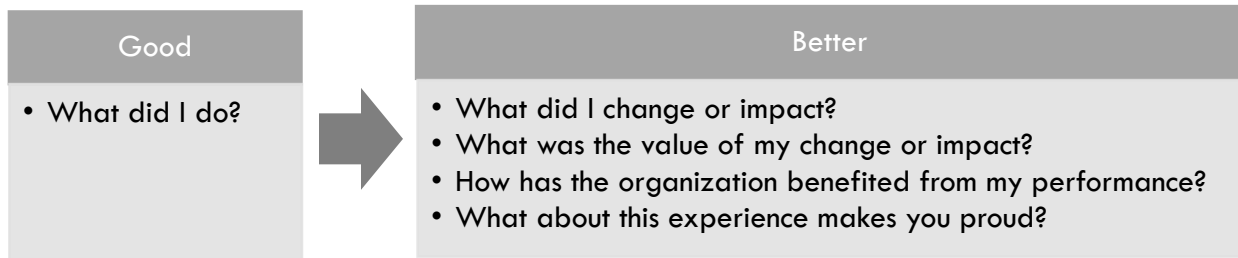 Good
• What did I do?
Better
• What did I change or impact?
• What was the value of my change or impact?
• How has the organization benefited from my performance?
• What about this experience makes you proud?